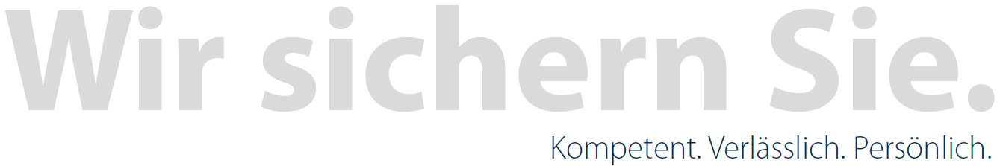 Wir sichern Sie.
Kompetent. Verlässlich. Persönlich.